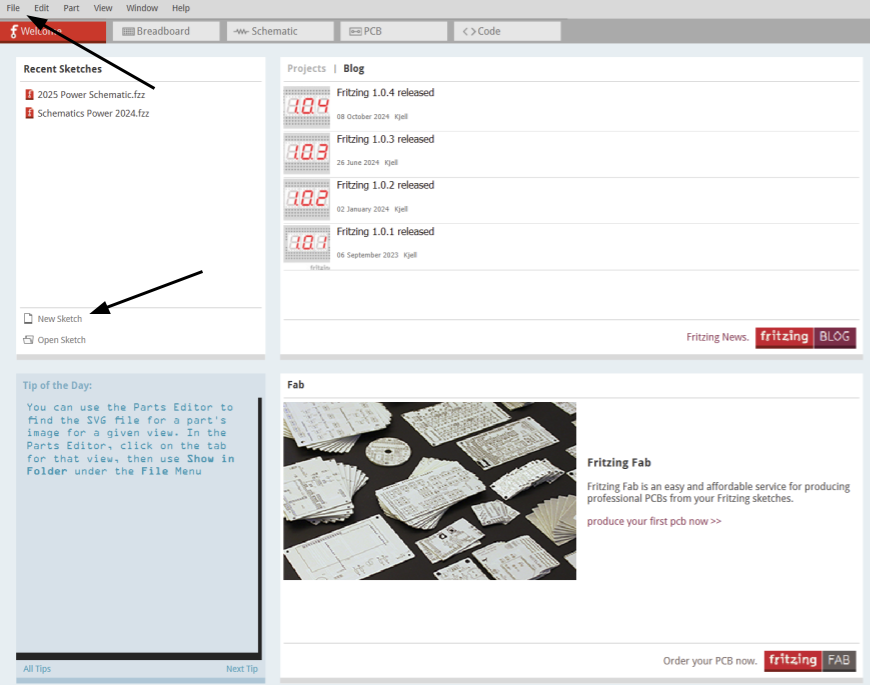 File Edit Part View Window Help
Welcome Breadboard Schematic PCB <> Code
Recent Sketches
2025 Power Schematic.fzz
Schematics Power 2024.fzz
New Sketch
Open Sketch
Projects | Blog
1.0.4
Fritzing 1.0.4 released
08 October 2024 Kjell
1.0.3
Fritzing 1.0.3 released
26 June 2024 Kjell
1.0.2
Fritzing 1.0.2 released
02 January 2024 Kjell
1.0.1
Fritzing 1.0.1 released
06 September 2023 Kjell
Fritzing News. fritzing BLOG
Tip of the Day:
You can use the Parts Editor to
find the SVG file for a part's
image for a given view. In the
Parts Editor, click on the tab
for that view, then use Show in
Folder under the File Menu
All Tips Next Tip
Fab
Fritzing Fab
Fritzing Fab is an easy and affordable service for producing
professional PCBs from your Fritzing sketches.
produce your first pcb now >>
Order your PCB now. fritzing FAB